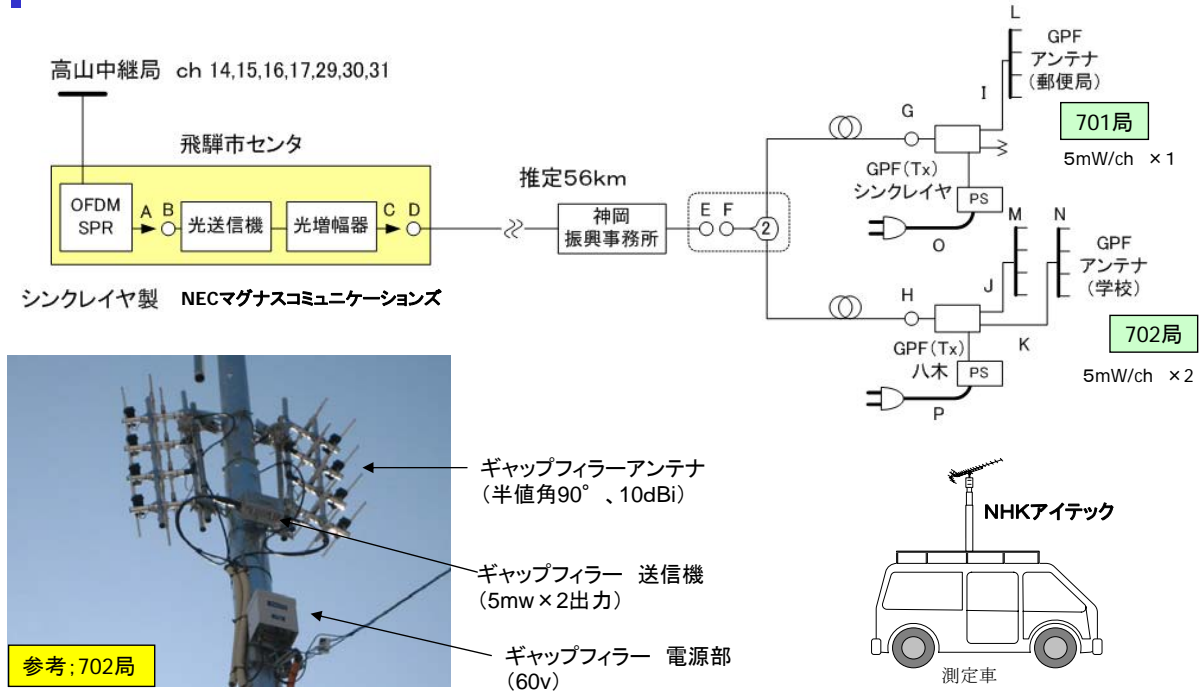 高山中継局 ch 14,15,16,17,29,30,31
飛騨市センタ
OFDM
SPR
A
B
光送信機
光増幅器
C
D
シンクレイヤ製
NECマグナスコミュニケーションズ
推定56km
神岡
振興事務所
E
F
2
G
GPF(Tx)
シンクレイヤ
PS
O
I
L
GPF
アンテナ
(郵便局)
701局
5mW/ch ×1
H
GPF(Tx)
八木
PS
P
J
K
M
N
GPF
アンテナ
(学校)
702局
5mW/ch ×2
ギャップフィラーアンテナ
(半値角90°、10dBi)
ギャップフィラー 送信機
(5mw×2出力)
ギャップフィラー 電源部
(60v)
参考;702局
NHKアイテック
測定車